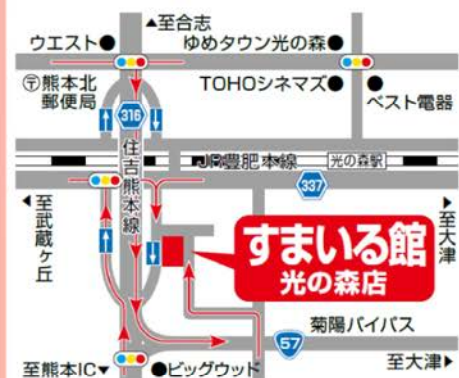 ▲至合志
ウエスト●
ゆめタウン光の森●
〒熊本北
郵便局
TOHOシネマズ●
●
ベスト電器
316
住吉熊本線
JR豊肥本線
光の森駅
337
▲至武蔵ヶ丘
▶至大津
すまいる館
光の森店
菊陽バイパス
57
至熊本IC▼
●ビッグウッド
至大津▶